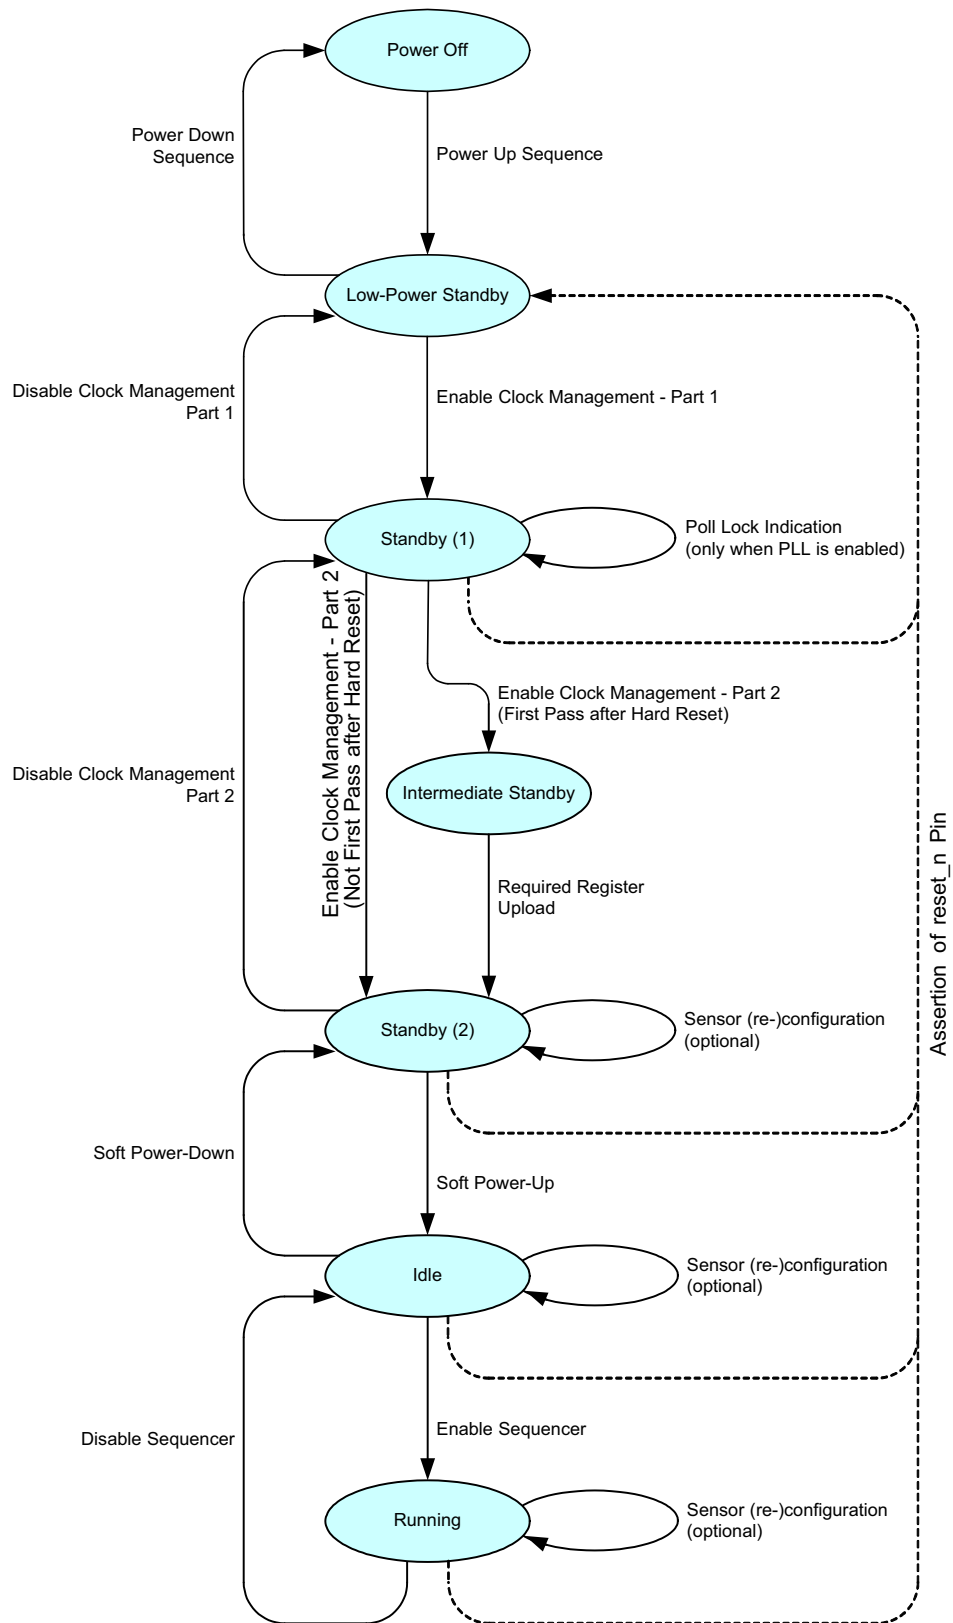 Power Off
Power Down
Sequence
Power Up Sequence
Low-Power Standby
Disable Clock Management
Part 1
Enable Clock Management - Part 1
Standby (1)
Poll Lock Indication
(only when PLL is enabled)
Enable Clock Management - Part 2
(Not First Pass after Hard Reset)
Enable Clock Management - Part 2
(First Pass after Hard Reset)
Disable Clock Management
Part 2
Intermediate Standby
Required Register
Upload
Assertion of reset_n Pin
Standby (2)
Sensor (re-)configuration
(optional)
Soft Power-Down
Soft Power-Up
Idle
Sensor (re-)configuration
(optional)
Disable Sequencer
Enable Sequencer
Running
Sensor (re-)configuration
(optional)